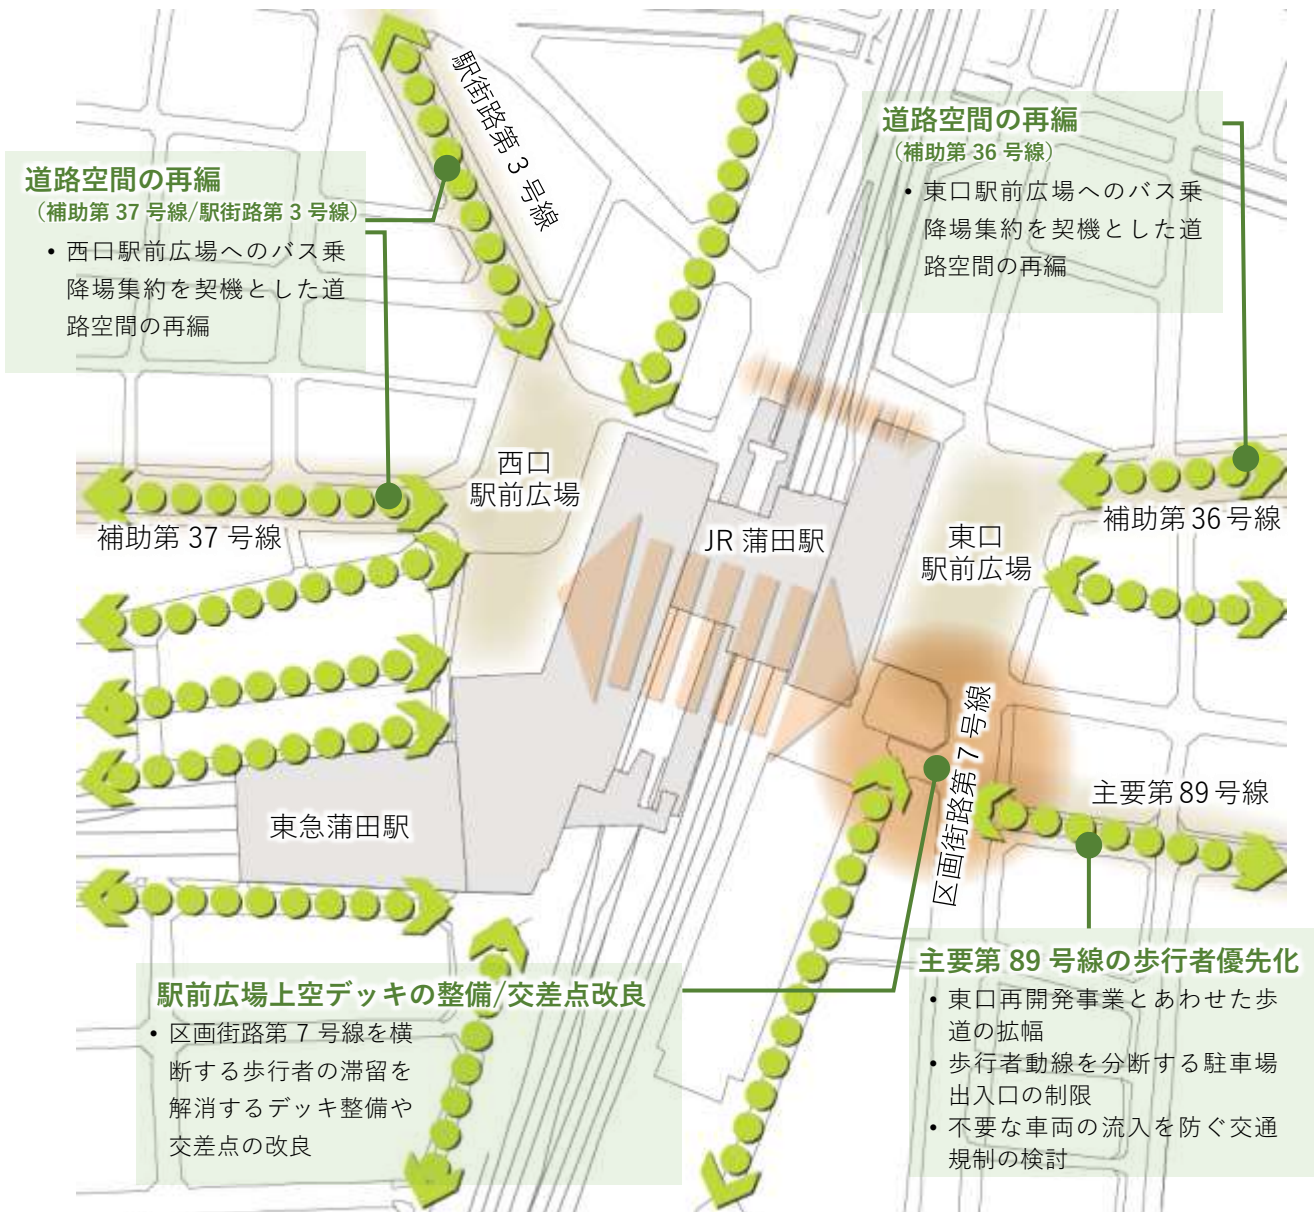 駅街路第 3 号線
道路空間の再編
(補助第 37 号線/駅街路第 3 号線)
• 西口駅前広場へのバス乗
降場集約を契機とした道
路空間の再編
道路空間の再編
(補助第 36 号線)
• 東口駅前広場へのバス乗
降場集約を契機とした道
路空間の再編
西口
駅前広場
JR 蒲田駅
東口
駅前広場
補助第 37 号線
補助第 36 号線
区画街路第 7 号線
主要第 89 号線
東急蒲田駅
駅前広場上空デッキの整備/交差点改良
• 区画街路第 7 号線を横
断する歩行者の滞留を
解消するデッキ整備や
交差点の改良
主要第 89 号線の歩行者優先化
• 東口再開発事業とあわせた歩
道の拡幅
• 歩行者動線を分断する駐車場
出入口の制限
• 不要な車両の流入を防ぐ交通
規制の検討